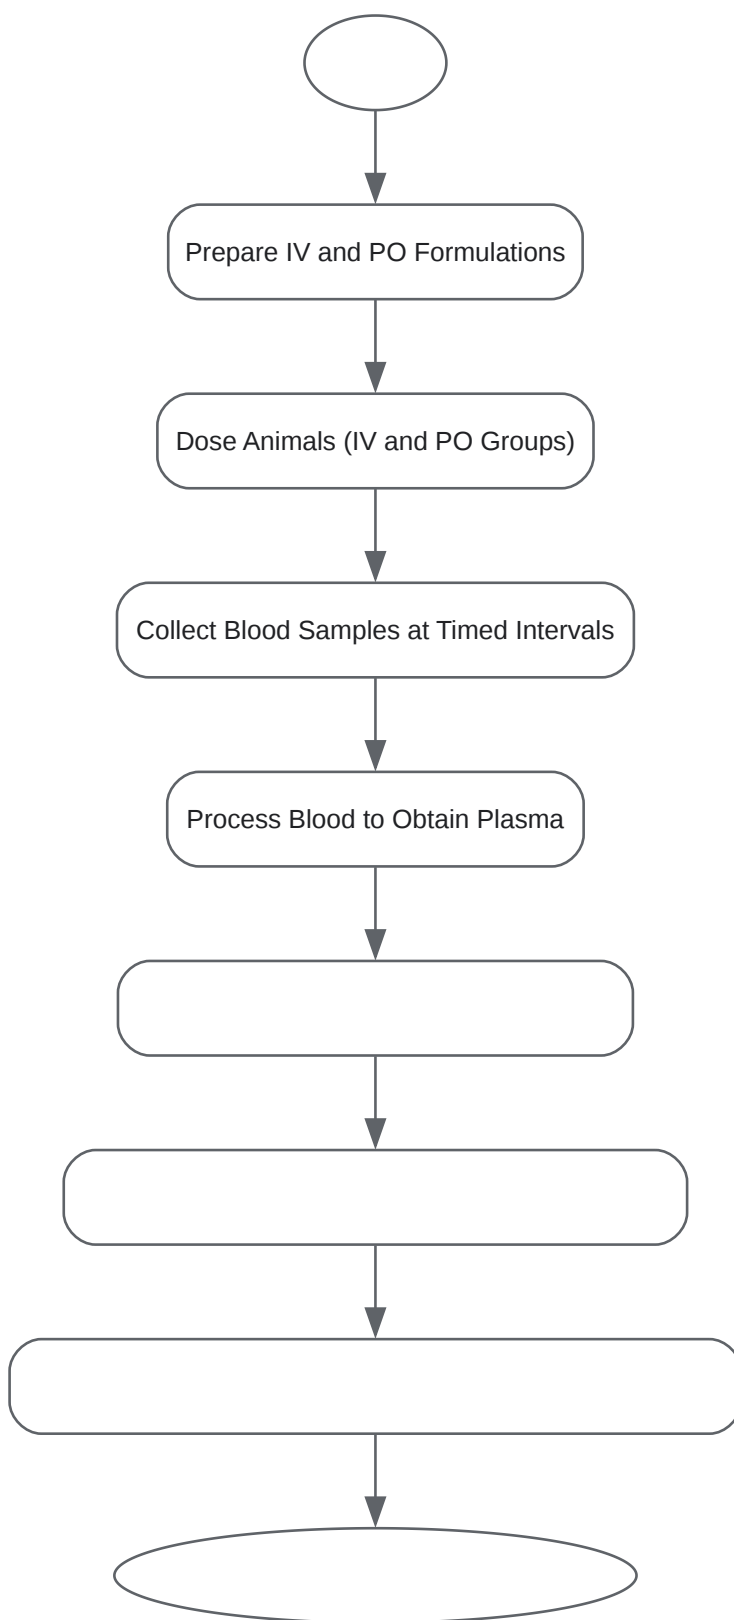 Prepare IV and PO Formulations
Dose Animals (IV and PO Groups)
Collect Blood Samples at Timed Intervals
Process Blood to Obtain Plasma